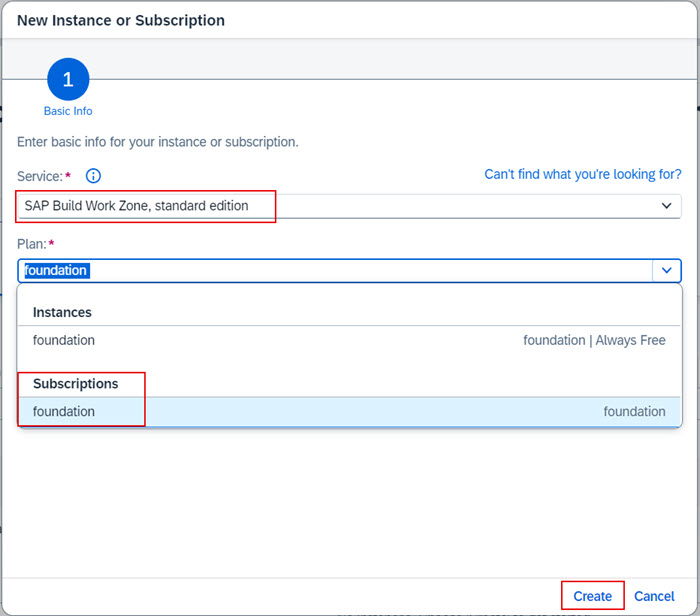 New Instance or Subscription
1
Basic Info
Enter basic info for your instance or subscription.
Service:* Can't find what you're looking for?
SAP Build Work Zone, standard edition
Plan:*
foundation
Instances
foundation foundation | Always Free
Subscriptions
foundation foundation
Create Cancel